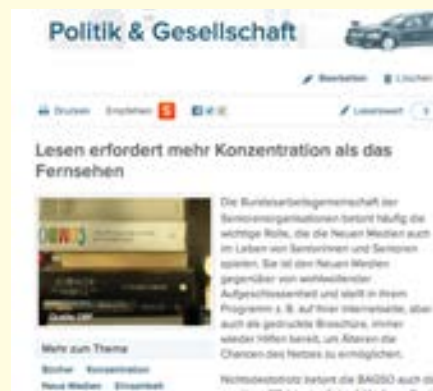 Politik & Gesellschaft
Bearbeiten Löschen
Drucken Empfehlen
Lesenswert
Lesen erfordert mehr Konzentration als das
Fernsehen
Die Bundesarbeitsgemeinschaft der
Seniorenorganisationen betont häufig die
wichtige Rolle, die die Neuen Medien auch
im Leben von Seniorinnen und Senioren
spielen. Sie ist den Neuen Medien
gegenüber von wohlwollender
Aufgeschlossenheit und stellt in ihrem
Programm z. B. auf ihrer Internetseite, aber
auch als gedruckte Broschüre, immer
wieder Hilfen bereit, um Älteren die
Chancen des Netzes zu ermöglichen.
Mehr zum Thema
Bücher Konzentration
Neue Medien Einsamkeit
Nichtsdestotrotz betont die BAGSO auch die